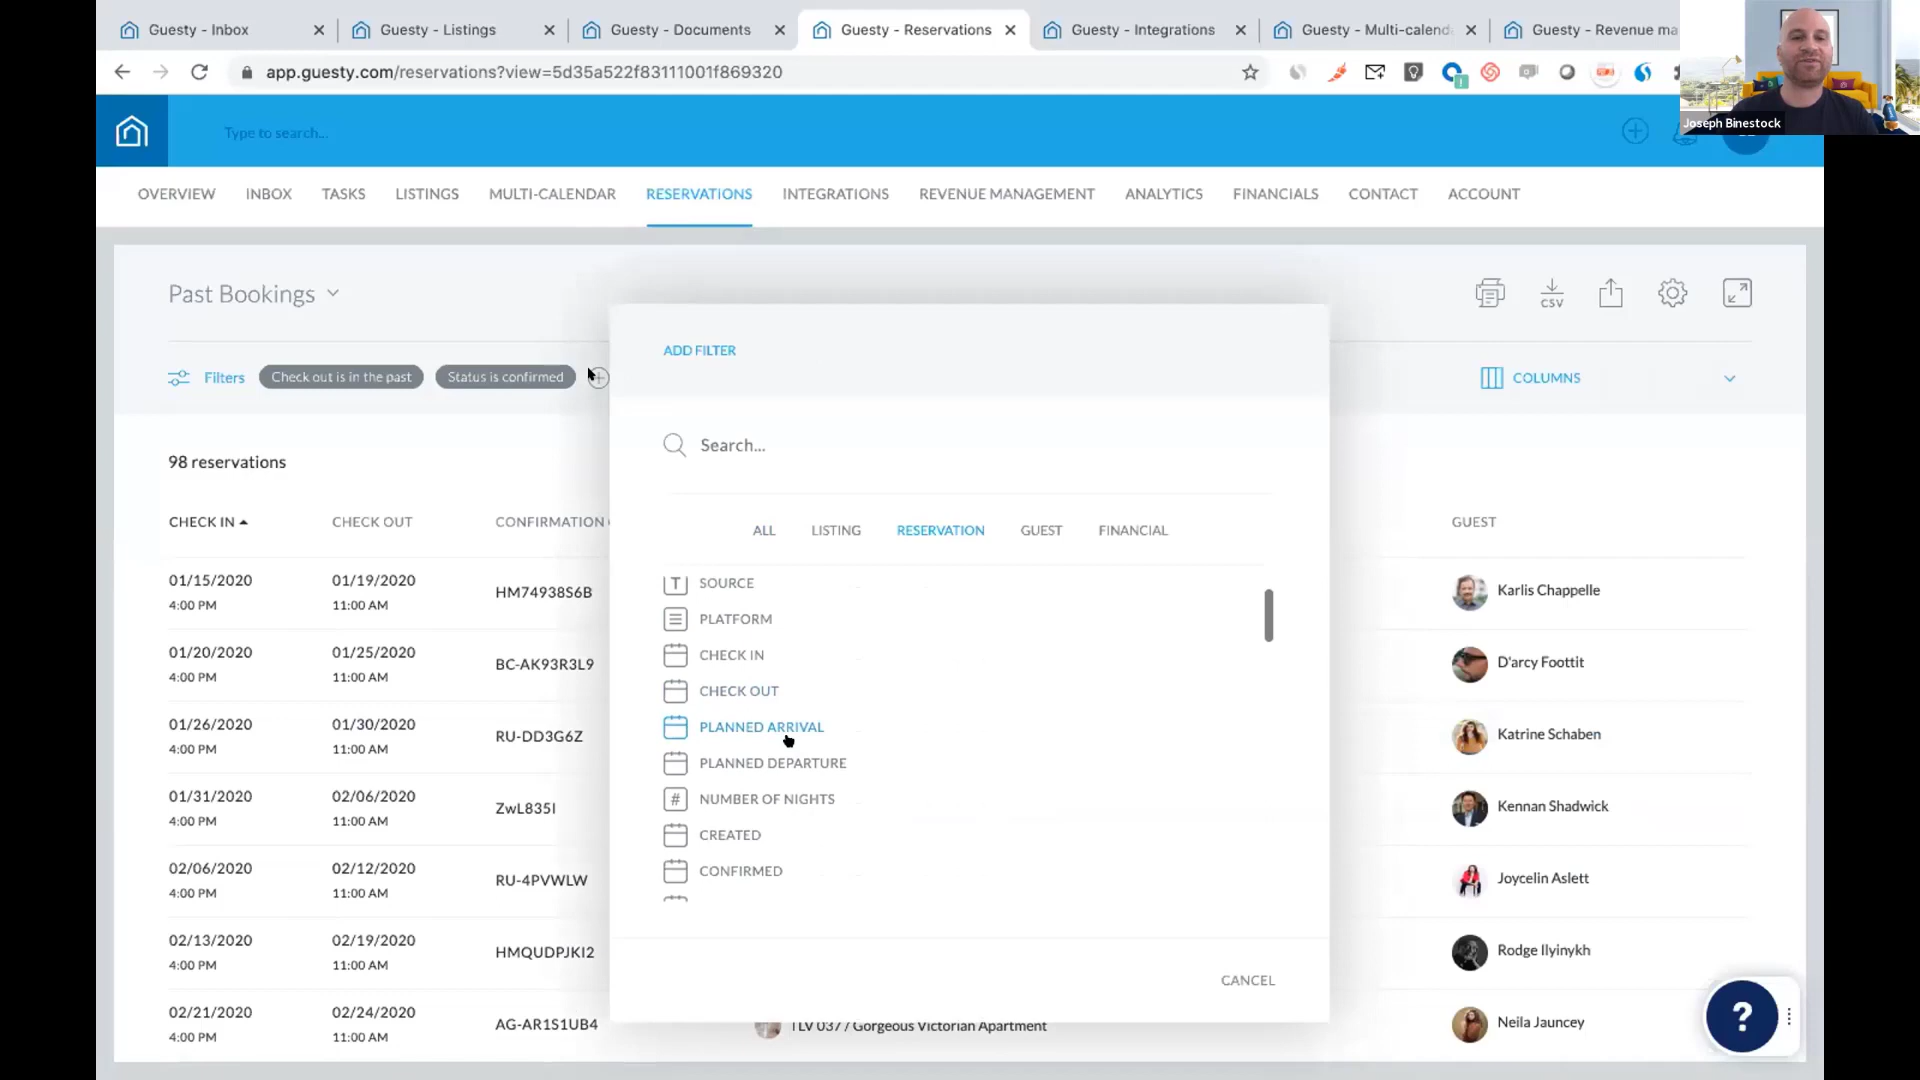 Guesty - Inbox
Guesty - Listings
Guesty - Documents
Guesty - Reservations
Guesty - Integrations
Guesty - Multi-calend
Guesty - Revenue ma
app.guesty.com/reservations?view=5d35a522f83111001f869320
Joseph Binestock
Type to search...
OVERVIEW
INBOX
TASKS
LISTINGS
MULTI-CALENDAR
RESERVATIONS
INTEGRATIONS
REVENUE MANAGEMENT
ANALYTICS
FINANCIALS
CONTACT
ACCOUNT
Past Bookings
CSV
Filters
Check out is in the past
Status is confirmed
COLUMNS
98 reservations
CHECK IN
CHECK OUT
CONFIRMATION
GUEST
01/15/2020 01/19/2020
4:00 PM 11:00 AM
HM74938S6B
Karlis Chappelle
01/20/2020 01/25/2020
4:00 PM 11:00 AM
BC-AK93R3L9
D'arcy Foottit
01/26/2020 01/30/2020
4:00 PM 11:00 AM
RU-DD3G6Z
Katrine Schaben
01/31/2020 02/06/2020
4:00 PM 11:00 AM
ZwL835I
Kennan Shadwick
02/06/2020 02/12/2020
4:00 PM 11:00 AM
RU-4PVWLW
Joycelin Aslett
02/13/2020 02/19/2020
4:00 PM 11:00 AM
HMQUDPJKI2
Rodge Ilyinykh
02/21/2020 02/24/2020
4:00 PM 11:00 AM
AG-AR1S1UB4
TLV 037 / Gorgeous Victorian Apartment
Neila Jauncey
ADD FILTER
Search...
ALL
LISTING
RESERVATION
GUEST
FINANCIAL
T SOURCE
PLATFORM
CHECK IN
CHECK OUT
PLANNED ARRIVAL
PLANNED DEPARTURE
# NUMBER OF NIGHTS
CREATED
CONFIRMED
CANCEL
?